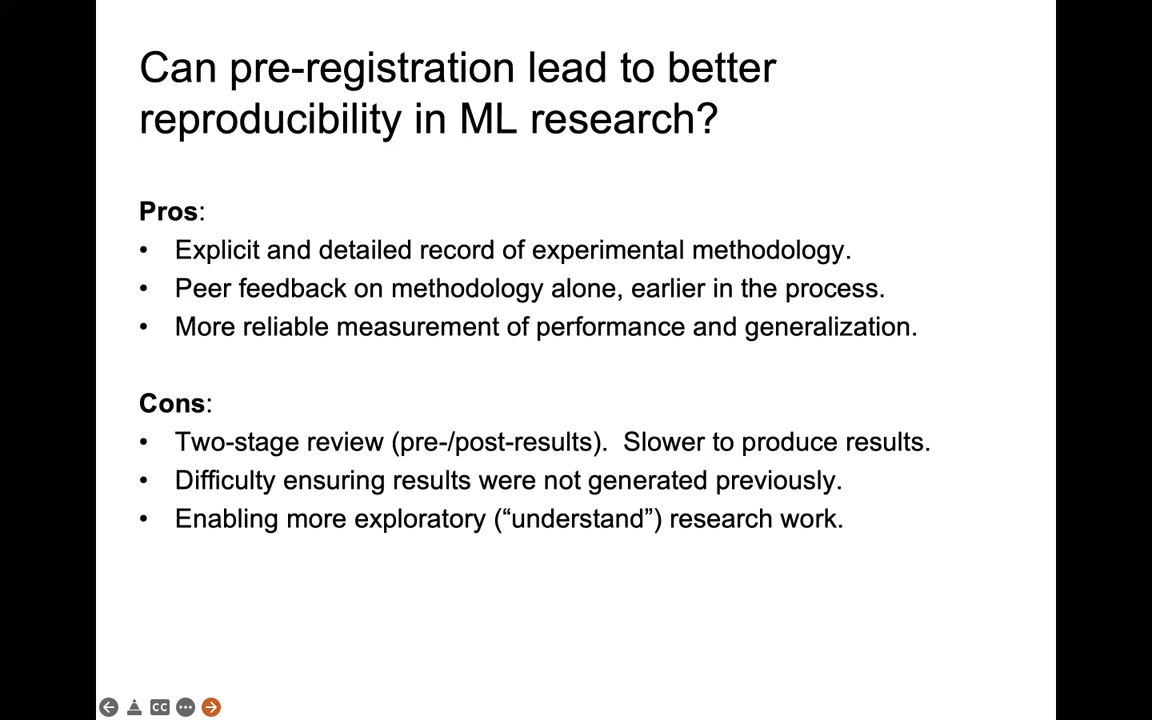 Can pre-registration lead to better
reproducibility in ML research?
Pros:
• Explicit and detailed record of experimental methodology.
• Peer feedback on methodology alone, earlier in the process.
• More reliable measurement of performance and generalization.
Cons:
• Two-stage review (pre-/post-results).  Slower to produce results.
• Difficulty ensuring results were not generated previously.
• Enabling more exploratory (“understand”) research work.
CC